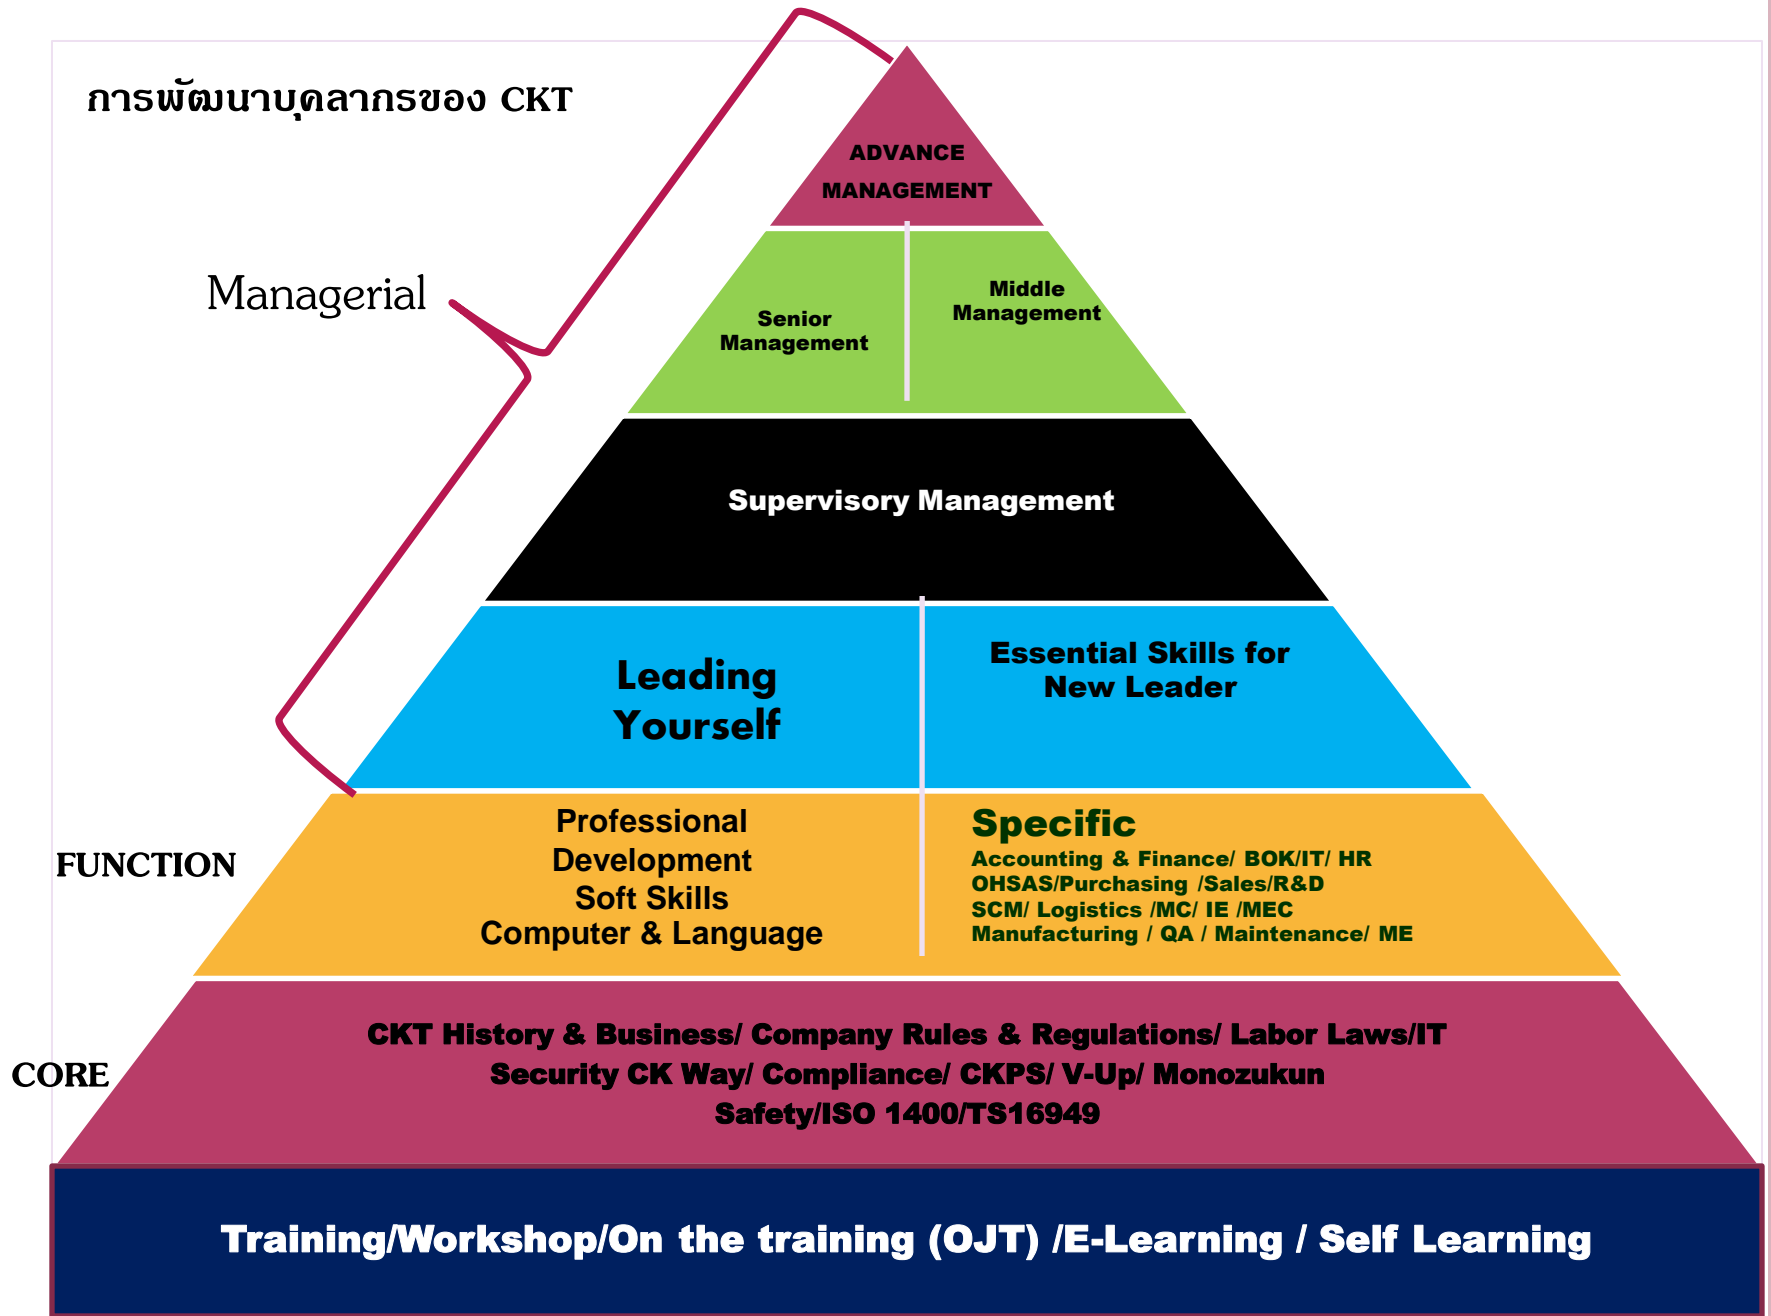 การพัฒนาบุคลากรของ CKT
ADVANCE
MANAGEMENT
Managerial
Senior
Management
Middle
Management
Supervisory Management
Leading
Yourself
Essential Skills for
New Leader
FUNCTION
Professional
Development
Soft Skills
Computer & Language
Specific
Accounting & Finance/ BOK/IT/ HR
OHSAS/Purchasing /Sales/R&D
SCM/ Logistics /MC/ IE /MEC
Manufacturing / QA / Maintenance/ ME
CORE
CKT History & Business/ Company Rules & Regulations/ Labor Laws/IT
Security CK Way/ Compliance/ CKPS/ V-Up/ Monozukun
Safety/ISO 1400/TS16949
Training/Workshop/On the training (OJT) /E-Learning / Self Learning